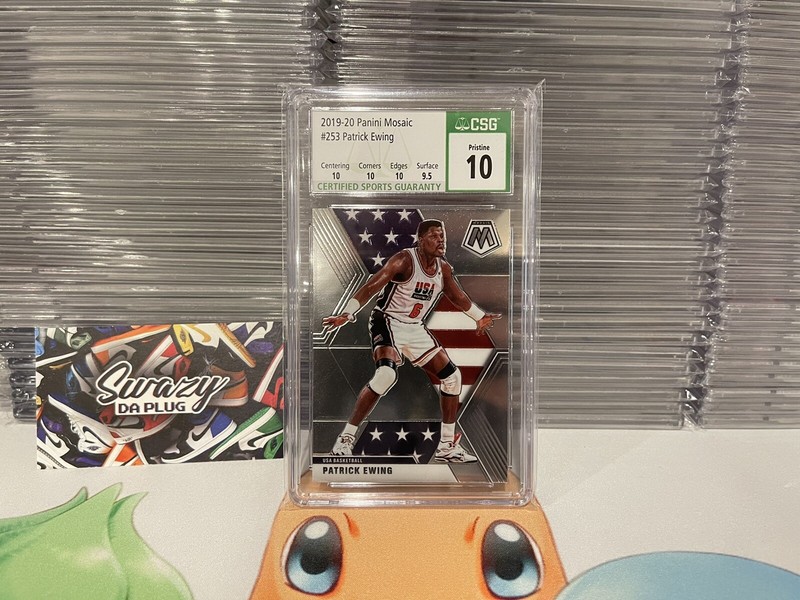 2019-20 Panini Mosaic
#253 Patrick Ewing
CSG
Pristine
10
Centering Corners Edges Surface
10 10 10 9.5
CERTIFIED SPORTS GUARANTY
MOSAIC
M
USA
6
USA BASKETBALL
PATRICK EWING
Swazy
DA PLUG